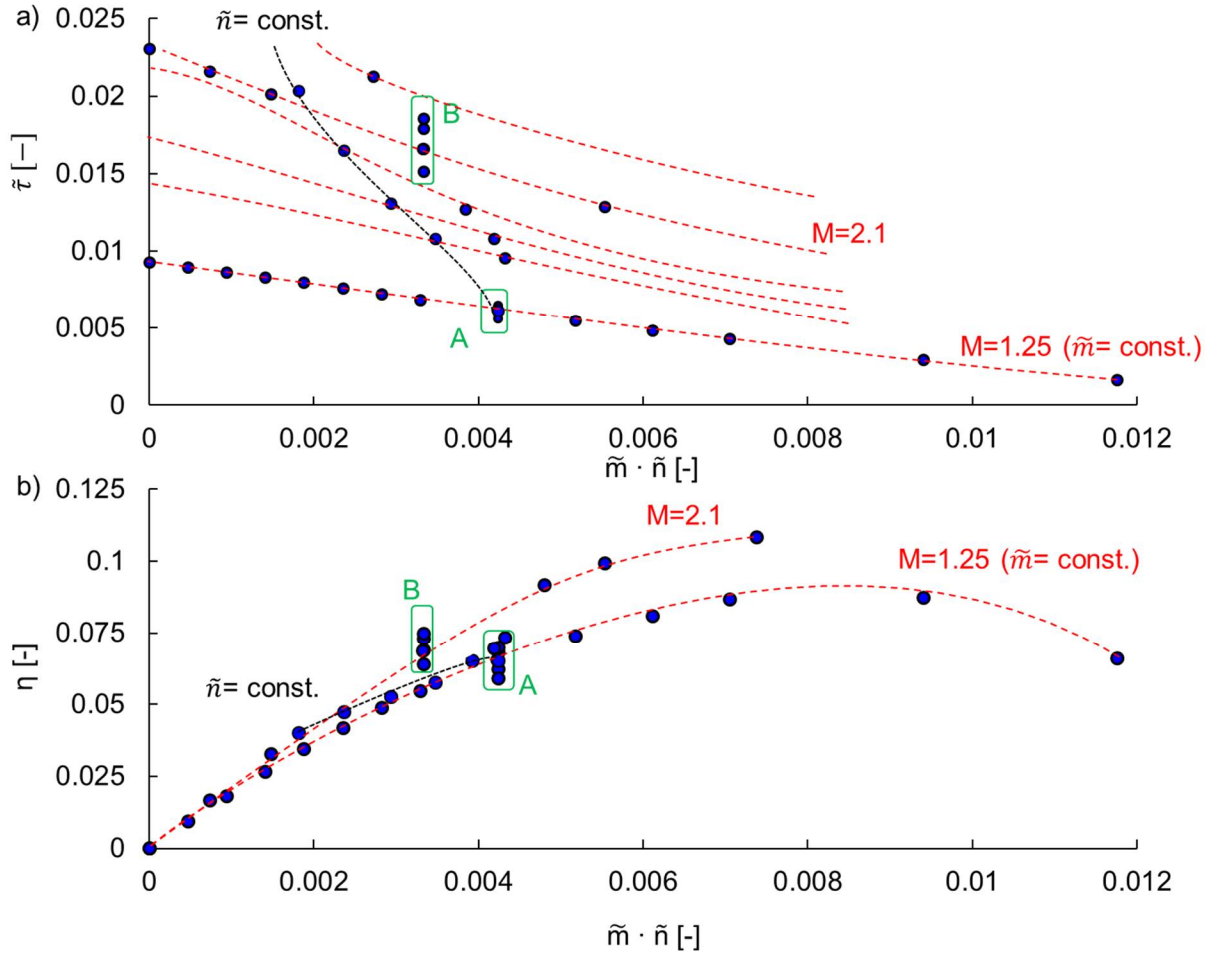 a)
0.025
ñ= const.
0.02
B
0.015
τ̃ [−]
0.01
M=2.1
0.005
A
M=1.25 (m̃= const.)
0
0 0.002 0.004 0.006 0.008 0.01 0.012
m̃ · ñ [-]
b)
0.125
M=2.1
0.1
M=1.25 (m̃= const.)
B
0.075
η [-]
ñ= const.
A
0.05
0.025
0
0 0.002 0.004 0.006 0.008 0.01 0.012
m̃ · ñ [-]